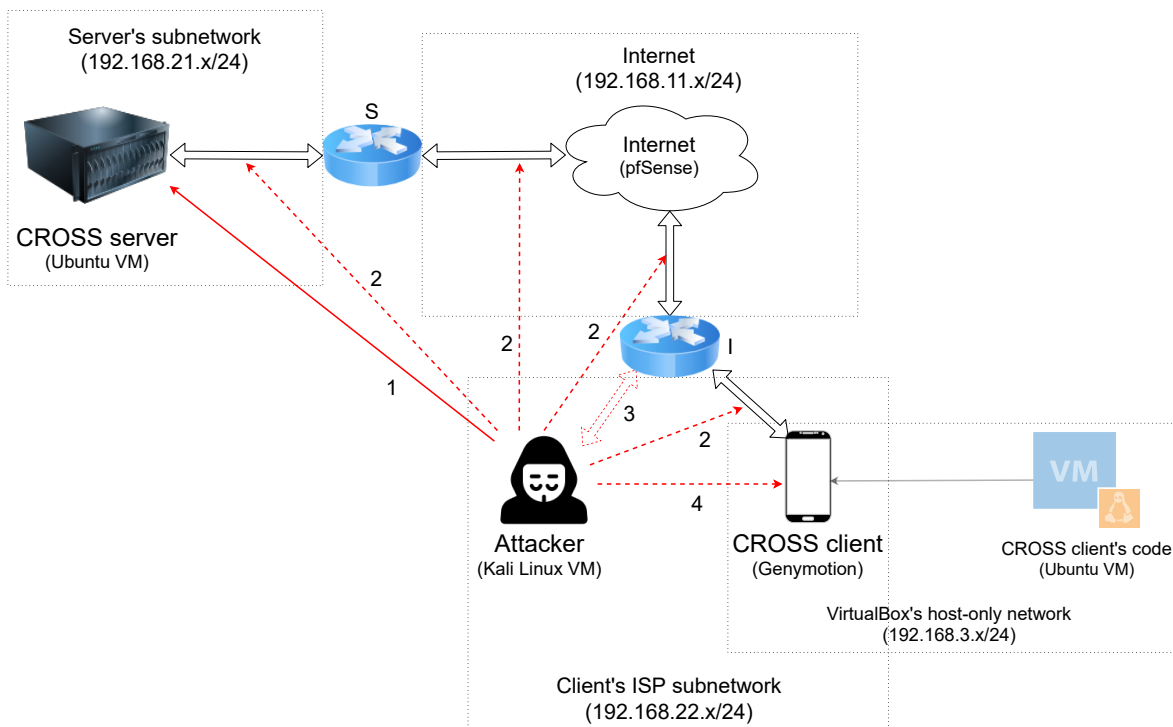 Server's subnetwork
(192.168.21.x/24)
Internet
(192.168.11.x/24)
S
Internet
(pfSense)
CROSS server
(Ubuntu VM)
2
2
2
I
1
3
2
VM
4
Attacker
(Kali Linux VM)
CROSS client
(Genymotion)
CROSS client's code
(Ubuntu VM)
VirtualBox's host-only network
(192.168.3.x/24)
Client's ISP subnetwork
(192.168.22.x/24)